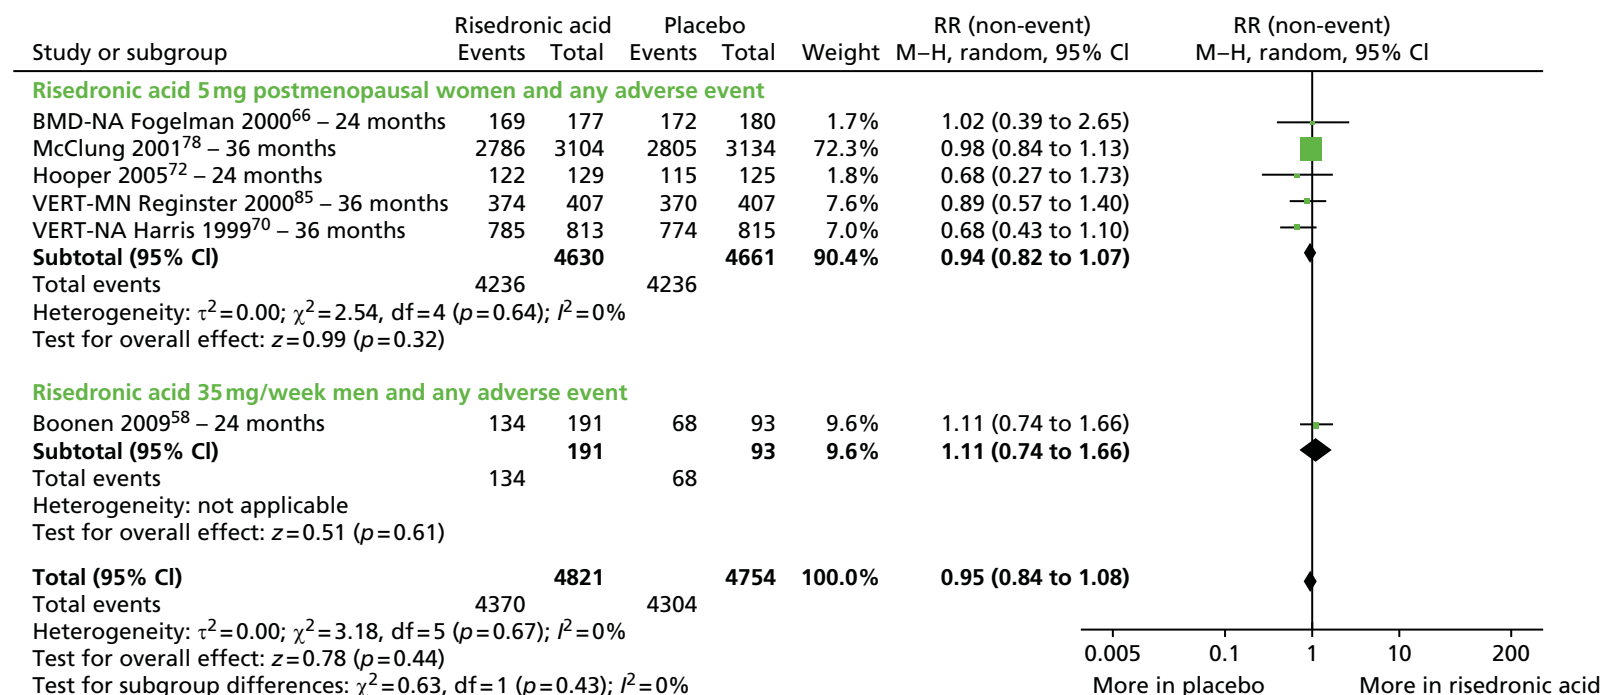 Risedronic acid Placebo RR (non-event) RR (non-event)
Study or subgroup Events Total Events Total Weight M–H, random, 95% CI M–H, random, 95% CI
Risedronic acid 5 mg postmenopausal women and any adverse event
BMD-NA Fogelman 2000⁶⁶ – 24 months 169 177 172 180 1.7% 1.02 (0.39 to 2.65)
McClung 2001⁷⁸ – 36 months 2786 3104 2805 3134 72.3% 0.98 (0.84 to 1.13)
Hooper 2005⁷² – 24 months 122 129 115 125 1.8% 0.68 (0.27 to 1.73)
VERT-MN Reginster 2000⁸⁵ – 36 months 374 407 370 407 7.6% 0.89 (0.57 to 1.40)
VERT-NA Harris 1999⁷⁰ – 36 months 785 813 774 815 7.0% 0.68 (0.43 to 1.10)
Subtotal (95% CI) 4630 4661 90.4% 0.94 (0.82 to 1.07)
Total events 4236 4236
Heterogeneity: τ²=0.00; χ²=2.54, df=4 (p=0.64); I²=0%
Test for overall effect: z=0.99 (p=0.32)
Risedronic acid 35 mg/week men and any adverse event
Boonen 2009⁵⁸ – 24 months 134 191 68 93 9.6% 1.11 (0.74 to 1.66)
Subtotal (95% CI) 191 93 9.6% 1.11 (0.74 to 1.66)
Total events 134 68
Heterogeneity: not applicable
Test for overall effect: z=0.51 (p=0.61)
Total (95% CI) 4821 4754 100.0% 0.95 (0.84 to 1.08)
Total events 4370 4304
Heterogeneity: τ²=0.00; χ²=3.18, df=5 (p=0.67); I²=0%
Test for overall effect: z=0.78 (p=0.44)
Test for subgroup differences: χ²=0.63, df=1 (p=0.43); I²=0%
0.005 0.1 1 10 200
More in placebo More in risedronic acid